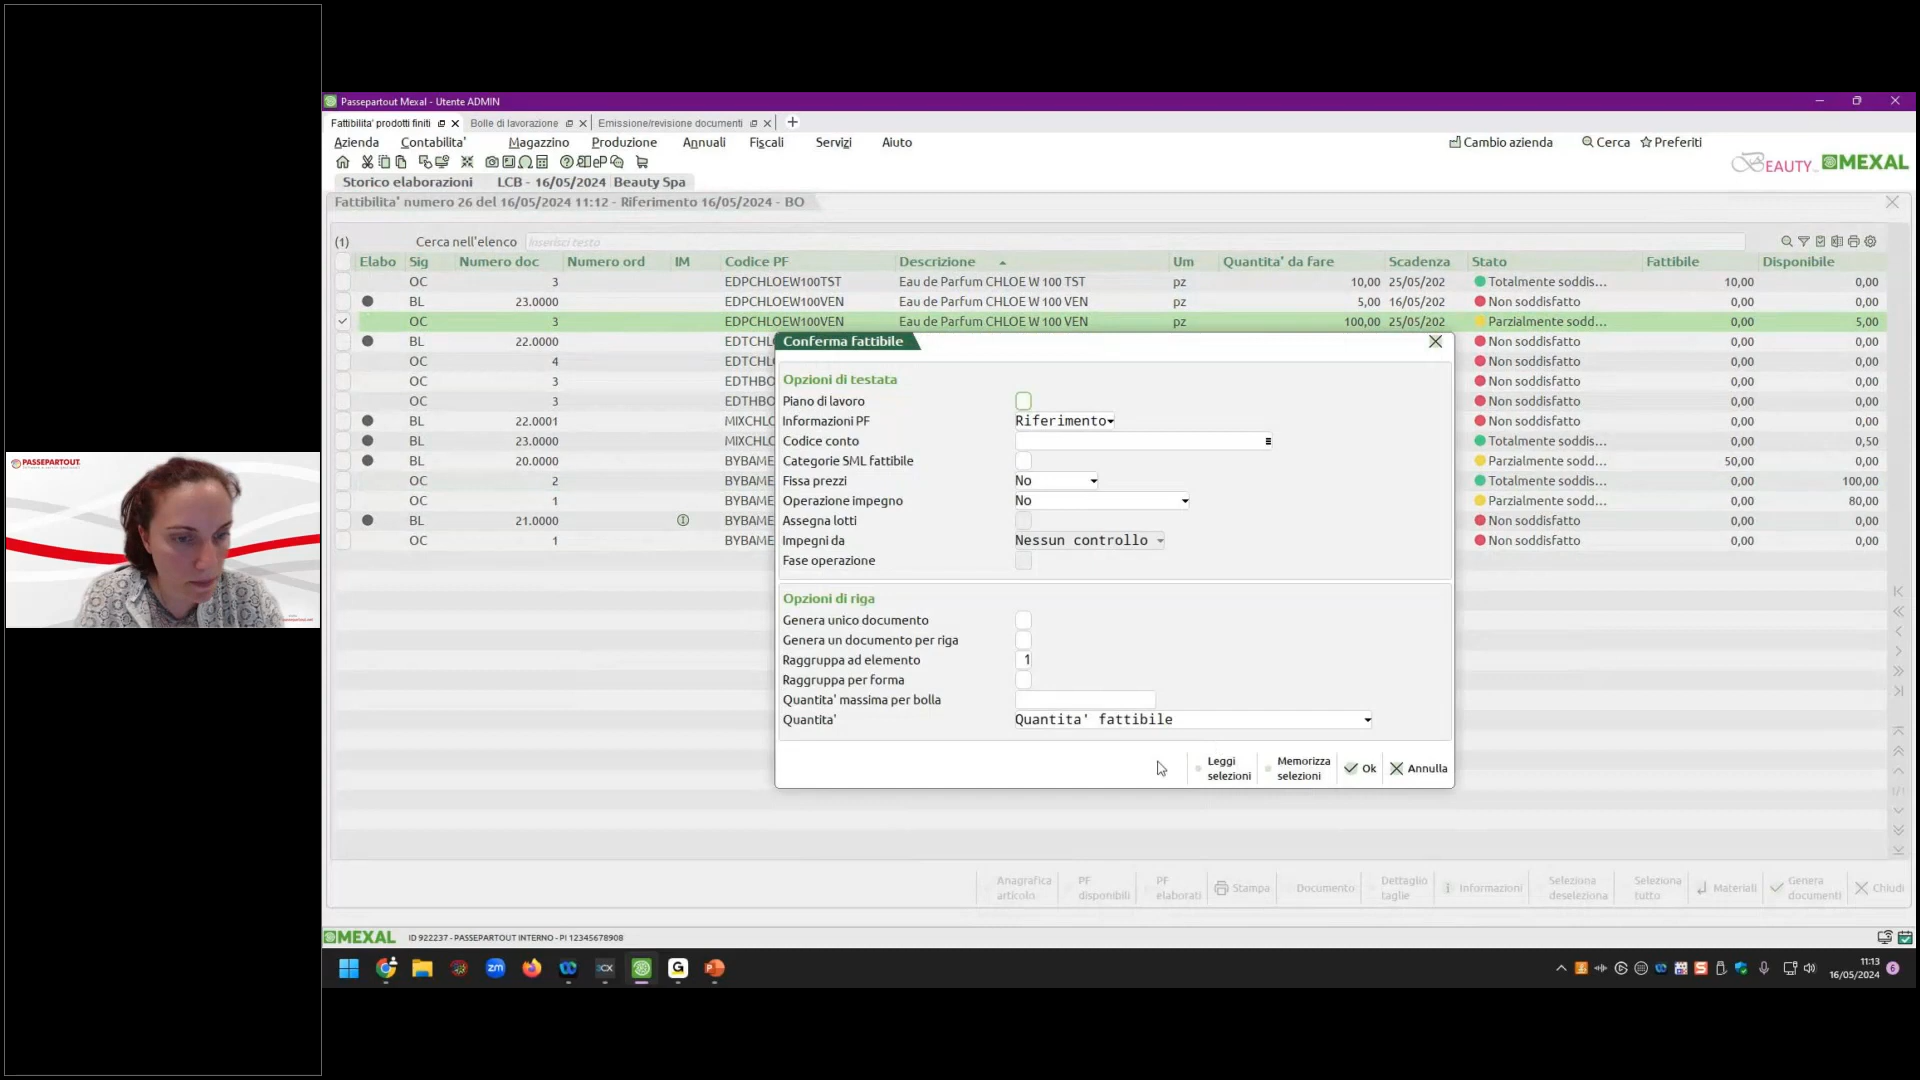 PASSEPARTOUT
Passepartout Mexal - Utente ADMIN
Fattibilita' prodotti finiti Bolle di lavorazione Emissione/revisione documenti
Azienda Contabilita' Magazzino Produzione Annuali Fiscali Servizi Aiuto Cambio azienda Cerca Preferiti
BEAUTY MEXAL
Storico elaborazioni LCB - 16/05/2024 Beauty Spa
Fattibilita' numero 26 del 16/05/2024 11:12 - Riferimento 16/05/2024 - BO
(1) Cerca nell'elenco Inserisci testo
Elabo Sig Numero doc Numero ord IM Codice PF Descrizione Um Quantita' da fare Scadenza Stato Fattibile Disponibile
OC 3 EDPCHLOEW100TST Eau de Parfum CHLOE W 100 TST pz 10,00 25/05/202 Totalmente soddis... 10,00 0,00
BL 23.0000 EDPCHLOEW100VEN Eau de Parfum CHLOE W 100 VEN pz 5,00 16/05/202 Non soddisfatto 0,00 0,00
OC 3 EDPCHLOEW100VEN Eau de Parfum CHLOE W 100 VEN pz 100,00 25/05/202 Parzialmente sodd... 0,00 5,00
BL 22.0000 EDTCHL Non soddisfatto 0,00 0,00
OC 4 EDTCHL Non soddisfatto 0,00 0,00
OC 3 EDTHBO Non soddisfatto 0,00 0,00
OC 3 EDTHBO Non soddisfatto 0,00 0,00
BL 22.0001 MIXCHLC Non soddisfatto 0,00 0,00
BL 23.0000 MIXCHLC Totalmente soddis... 0,00 0,50
BL 20.0000 BYBAME Parzialmente sodd... 50,00 0,00
OC 2 BYBAME Totalmente soddis... 0,00 100,00
OC 1 BYBAME Parzialmente sodd... 0,00 80,00
BL 21.0000 BYBAME Non soddisfatto 0,00 0,00
OC 1 BYBAME Non soddisfatto 0,00 0,00
Conferma fattibile
Opzioni di testata
Piano di lavoro
Informazioni PF Riferimento
Codice conto
Categorie SML fattibile
Fissa prezzi No
Operazione impegno No
Assegna lotti
Impegni da Nessun controllo
Fase operazione
Opzioni di riga
Genera unico documento
Genera un documento per riga
Raggruppa ad elemento 1
Raggruppa per forma
Quantita' massima per bolla
Quantita' Quantita' fattibile
Leggi selezioni Memorizza selezioni Ok Annulla
1/1
Anagrafica articolo PF disponibili PF elaborati Stampa Documento Dettaglio taglie Informazioni Seleziona deseleziona Seleziona tutto Materiali Genera documenti Chiudi
MEXAL ID 922237 - PASSEPARTOUT INTERNO - PI 12345678908
11:13
16/05/2024 6